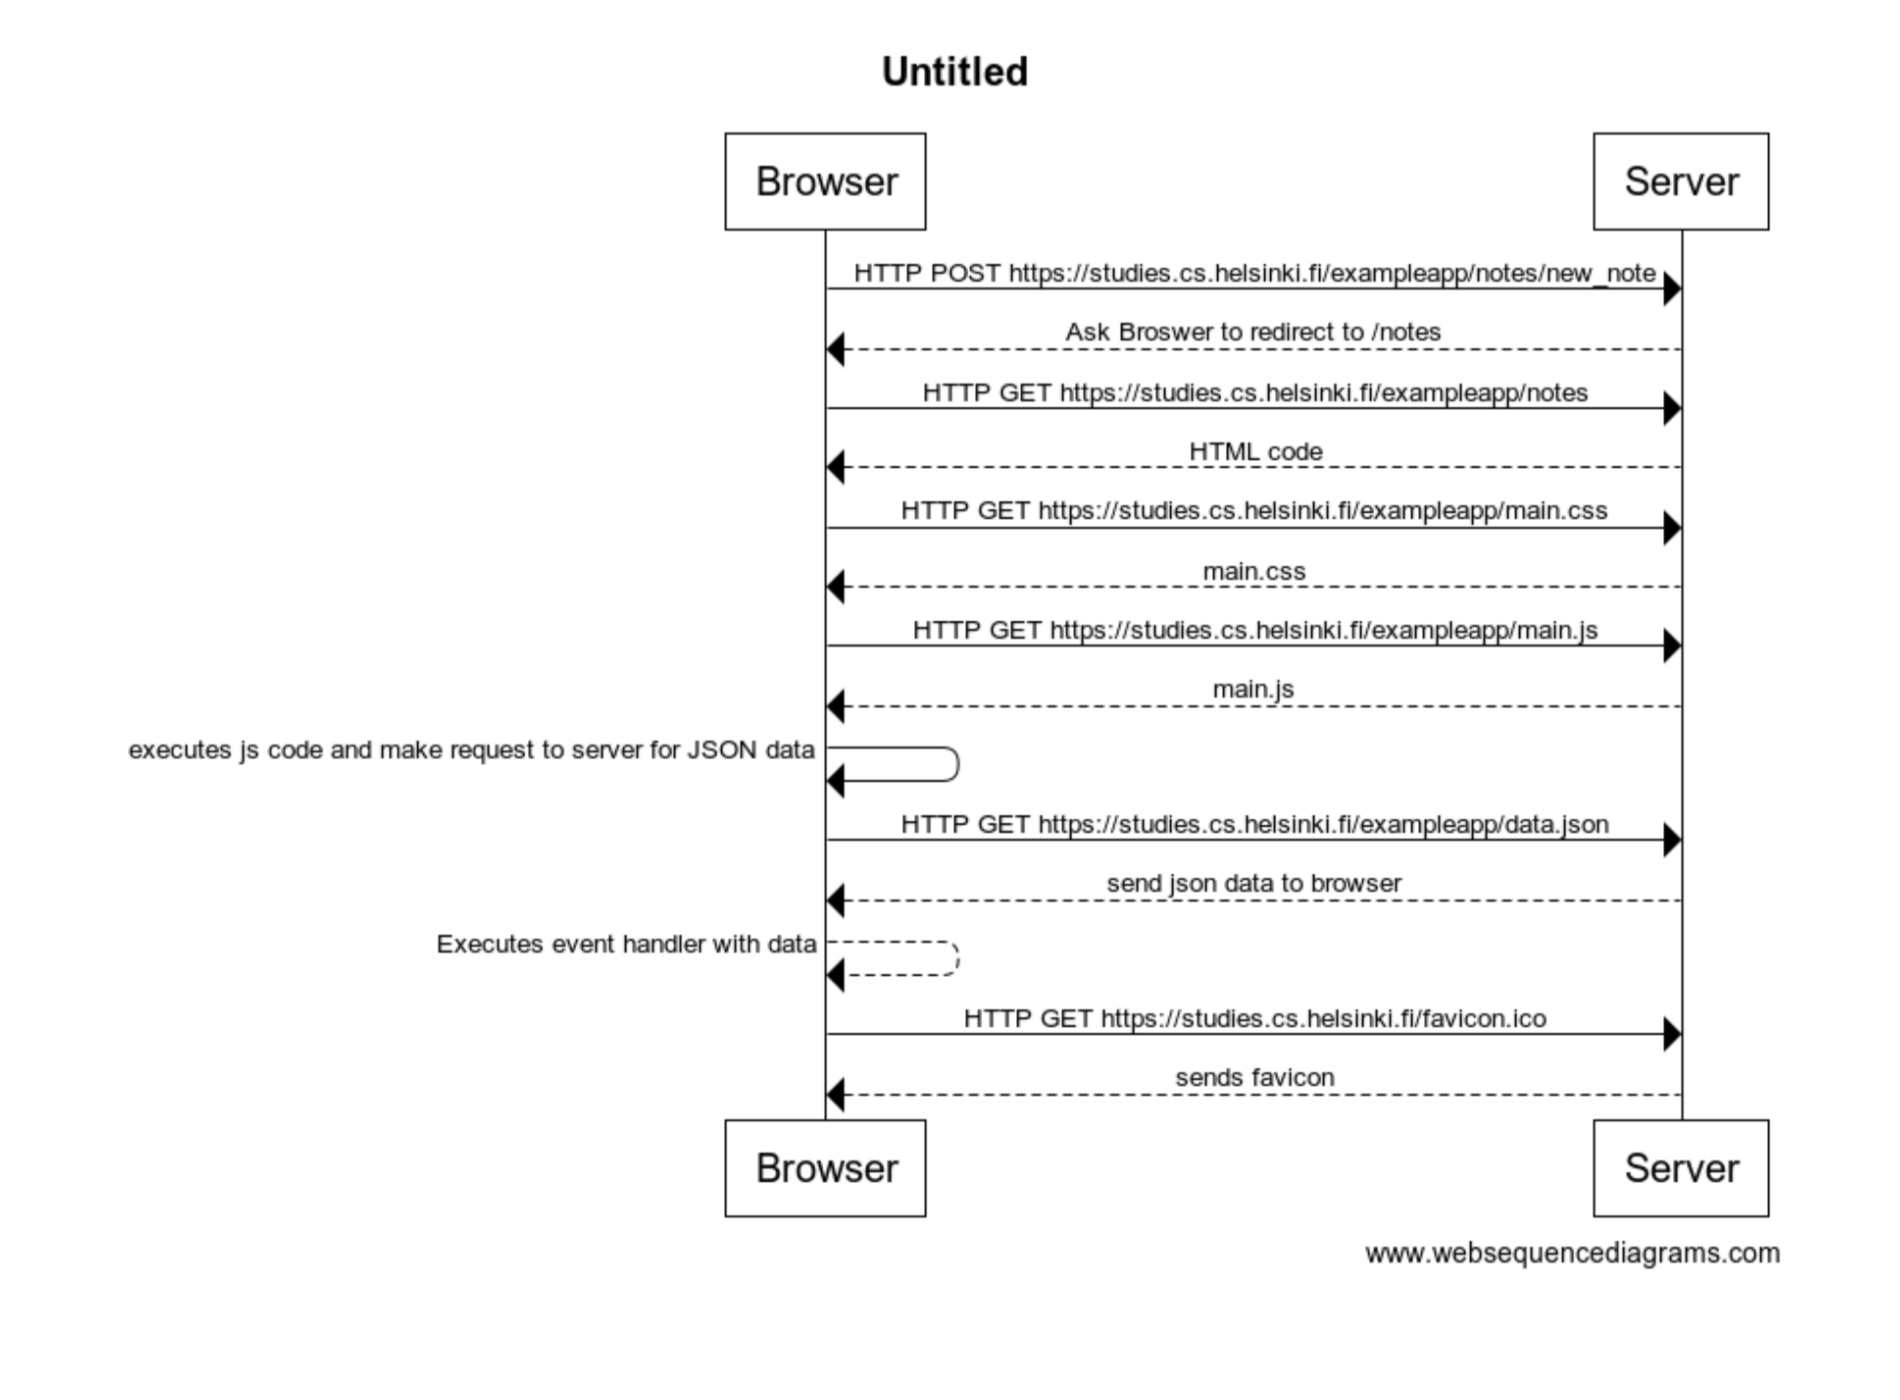 Untitled
Browser
Server
HTTP POST https://studies.cs.helsinki.fi/exampleapp/notes/new_note
Ask Broswer to redirect to /notes
HTTP GET https://studies.cs.helsinki.fi/exampleapp/notes
HTML code
HTTP GET https://studies.cs.helsinki.fi/exampleapp/main.css
main.css
HTTP GET https://studies.cs.helsinki.fi/exampleapp/main.js
main.js
executes js code and make request to server for JSON data
HTTP GET https://studies.cs.helsinki.fi/exampleapp/data.json
send json data to browser
Executes event handler with data
HTTP GET https://studies.cs.helsinki.fi/favicon.ico
sends favicon
Browser
Server
www.websequencediagrams.com